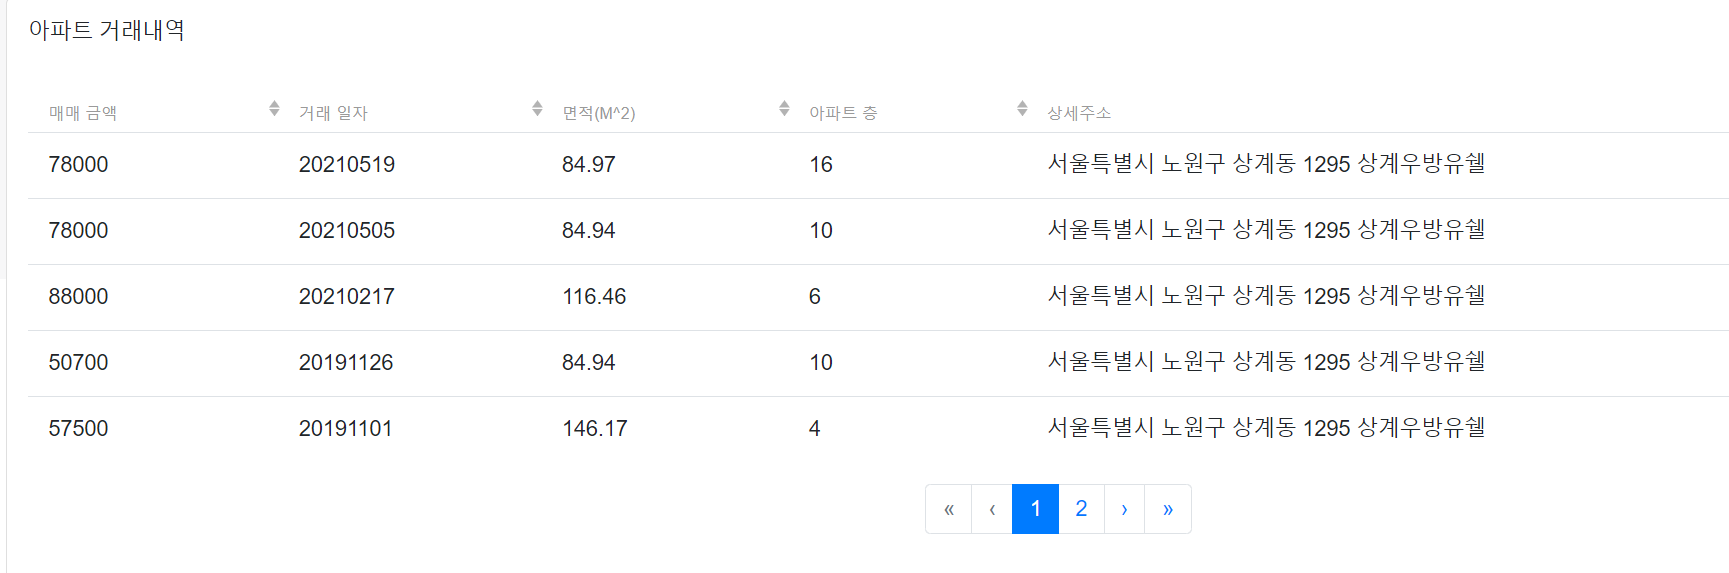 아파트 거래내역
매매 금액 거래 일자 면적(M^2) 아파트 층 상세주소
78000 20210519 84.97 16 서울특별시 노원구 상계동 1295 상계우방유쉘
78000 20210505 84.94 10 서울특별시 노원구 상계동 1295 상계우방유쉘
88000 20210217 116.46 6 서울특별시 노원구 상계동 1295 상계우방유쉘
50700 20191126 84.94 10 서울특별시 노원구 상계동 1295 상계우방유쉘
57500 20191101 146.17 4 서울특별시 노원구 상계동 1295 상계우방유쉘
« ‹ 1 2 › »